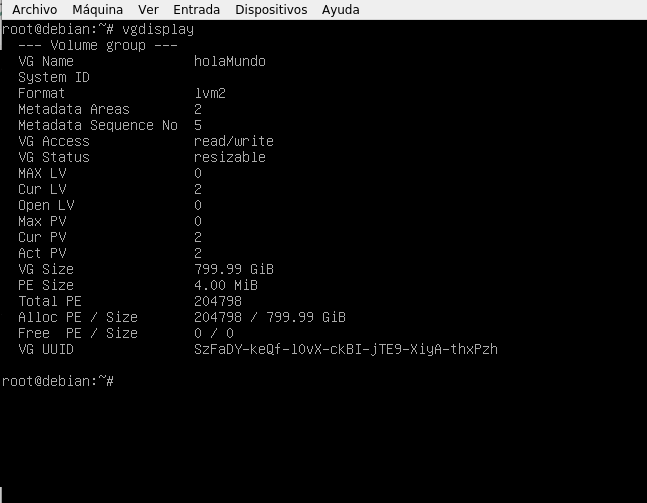 Archivo Máquina Ver Entrada Dispositivos Ayuda
root@debian:~# vgdisplay
--- Volume group ---
VG Name holaMundo
System ID
Format lvm2
Metadata Areas 2
Metadata Sequence No 5
VG Access read/write
VG Status resizable
MAX LV 0
Cur LV 2
Open LV 0
Max PV 0
Cur PV 2
Act PV 2
VG Size 799.99 GiB
PE Size 4.00 MiB
Total PE 204798
Alloc PE / Size 204798 / 799.99 GiB
Free PE / Size 0 / 0
VG UUID SzFaDY-keQf-l0vX-ckBI-jTE9-XiyA-thxPzh
root@debian:~#